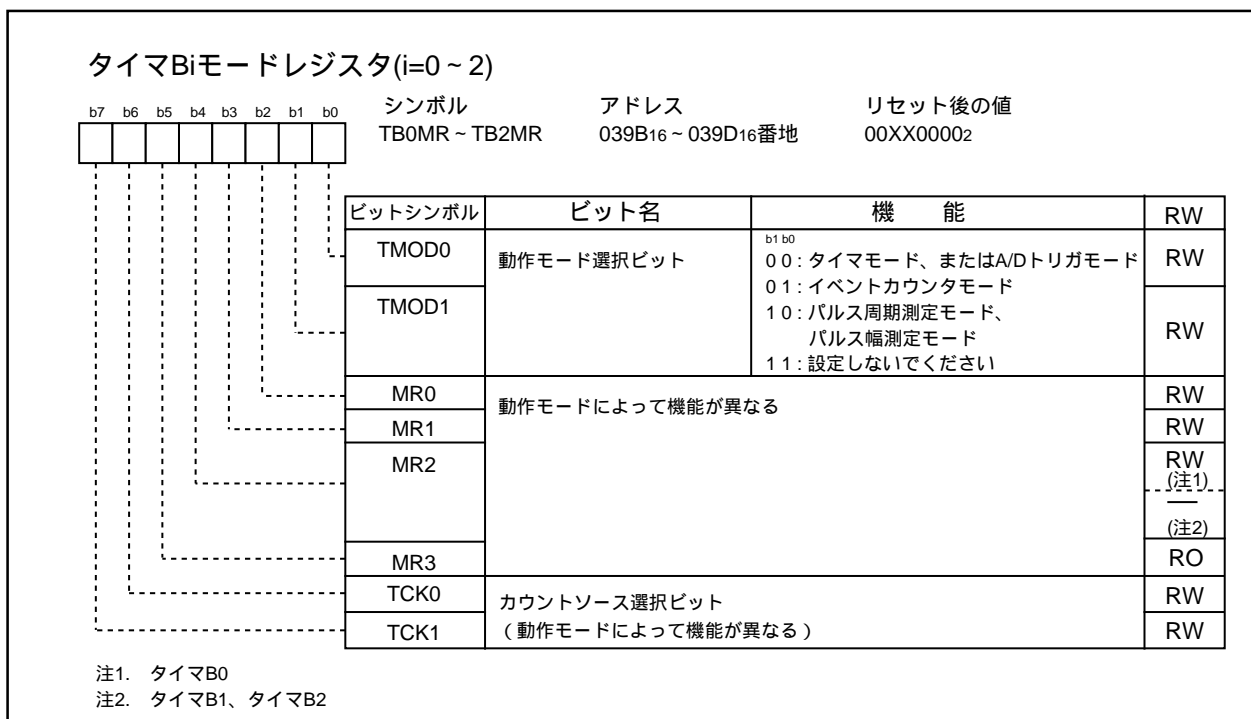 タイマBiモードレジスタ(i=0～2)
シンボル アドレス リセット後の値
b7 b6 b5 b4 b3 b2 b1 b0
TB0MR～TB2MR 039B16～039D16番地 00XX00002
ビットシンボル ビット名 機 能 RW
TMOD0 動作モード選択ビット RW
TMOD1 RW
b1 b0
0 0 : タイマモード、またはA/Dトリガモード
0 1 : イベントカウンタモード
1 0 : パルス周期測定モード、
パルス幅測定モード
1 1 : 設定しないでください
MR0 動作モードによって機能が異なる RW
MR1 RW
MR2 RW
(注1)
—
(注2)
MR3 RO
TCK0 カウントソース選択ビット RW
TCK1 （動作モードによって機能が異なる） RW
注1. タイマB0
注2. タイマB1、タイマB2